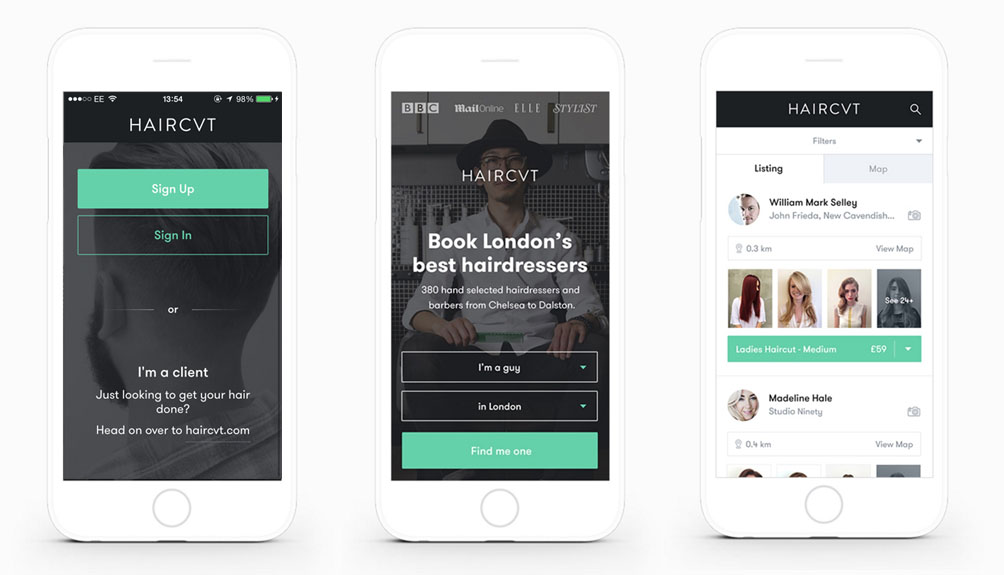 EE 13:54 98%
HAIRCVT
Sign Up
Sign In
or
I'm a client
Just looking to get your hair
done?
Head on over to haircvt.com
BBC MailOnline ELLE STYLIST
HAIRCVT
Book London's
best hairdressers
380 hand selected hairdressers and
barbers from Chelsea to Dalston.
I'm a guy
in London
Find me one
HAIRCVT
Filters
Listing Map
William Mark Selley
John Frieda, New Cavendish...
0.3 km View Map
See 24+
Ladies Haircut - Medium £59
Madeline Hale
Studio Ninety
0.4 km View Map